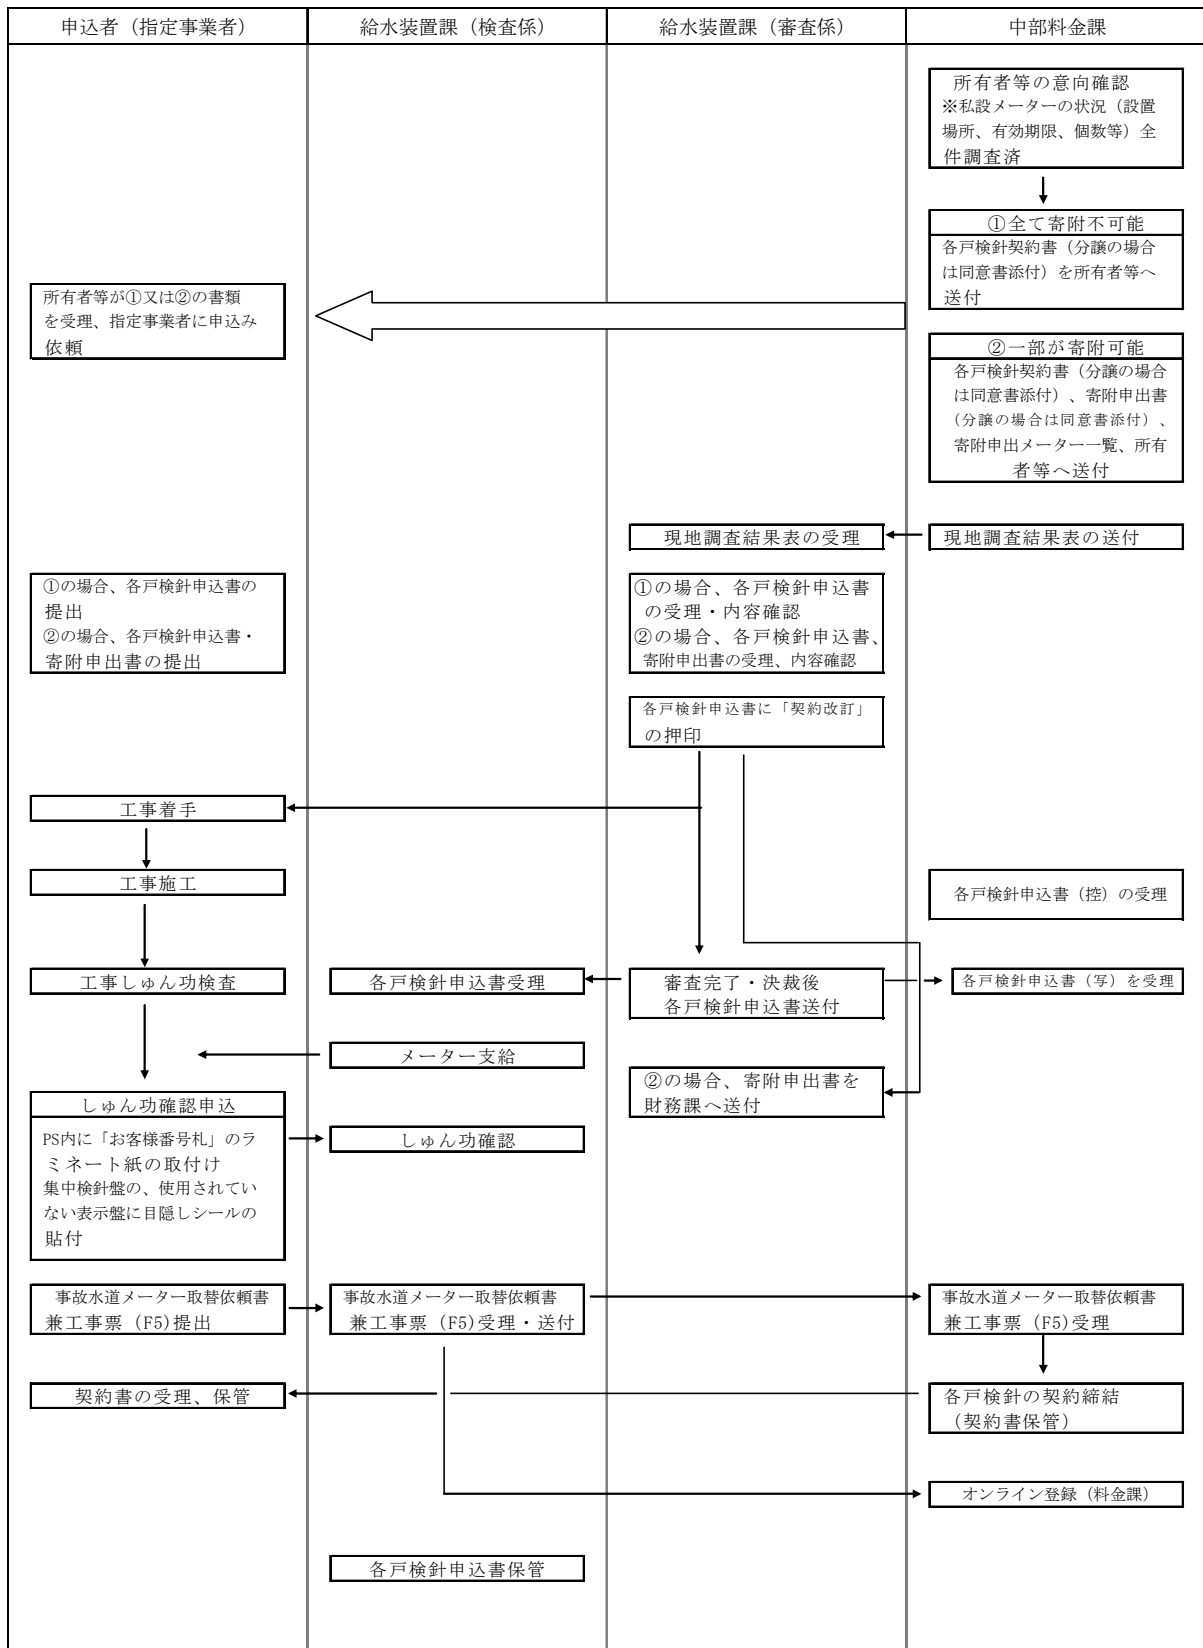 申込者（指定事業者）
給水装置課（検査係）
給水装置課（審査係）
中部料金課
所有者等の意向確認
※私設メーターの状況（設置
場所、有効期限、個数等）全
件調査済
①全て寄附不可能
各戸検針契約書（分譲の場合
は同意書添付）を所有者等へ
送付
所有者等が①又は②の書類
を受理、指定事業者に申込み
依頼
②一部が寄附可能
各戸検針契約書（分譲の場合
は同意書添付）、寄附申出書
（分譲の場合は同意書添付）、
寄附申出メーター一覧、所有
者等へ送付
現地調査結果表の受理
現地調査結果表の送付
①の場合、各戸検針申込書の
提出
②の場合、各戸検針申込書・
寄附申出書の提出
①の場合、各戸検針申込書
の受理・内容確認
②の場合、各戸検針申込書、
寄附申出書の受理、内容確認
各戸検針申込書に「契約改訂」
の押印
工事着手
工事施工
各戸検針申込書（控）の受理
工事しゅん功検査
各戸検針申込書受理
審査完了・決裁後
各戸検針申込書送付
各戸検針申込書（写）を受理
メーター支給
②の場合、寄附申出書を
財務課へ送付
しゅん功確認申込
PS内に「お客様番号札」のラ
ミネート紙の取付け
集中検針盤の、使用されてい
ない表示盤に目隠しシールの
貼付
しゅん功確認
事故水道メーター取替依頼書
兼工事票（F5）提出
事故水道メーター取替依頼書
兼工事票（F5）受理・送付
事故水道メーター取替依頼書
兼工事票（F5）受理
契約書の受理、保管
各戸検針の契約締結
（契約書保管）
オンライン登録（料金課）
各戸検針申込書保管